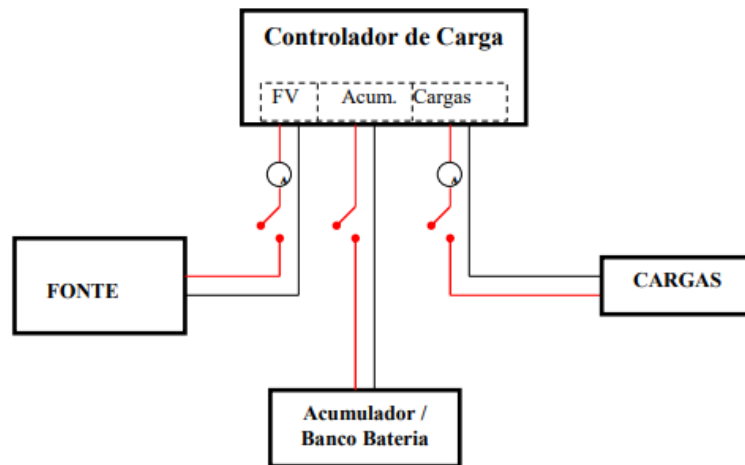 Controlador de Carga
FV Acum. Cargas
A A
FONTE
CARGAS
Acumulador /
Banco Bateria